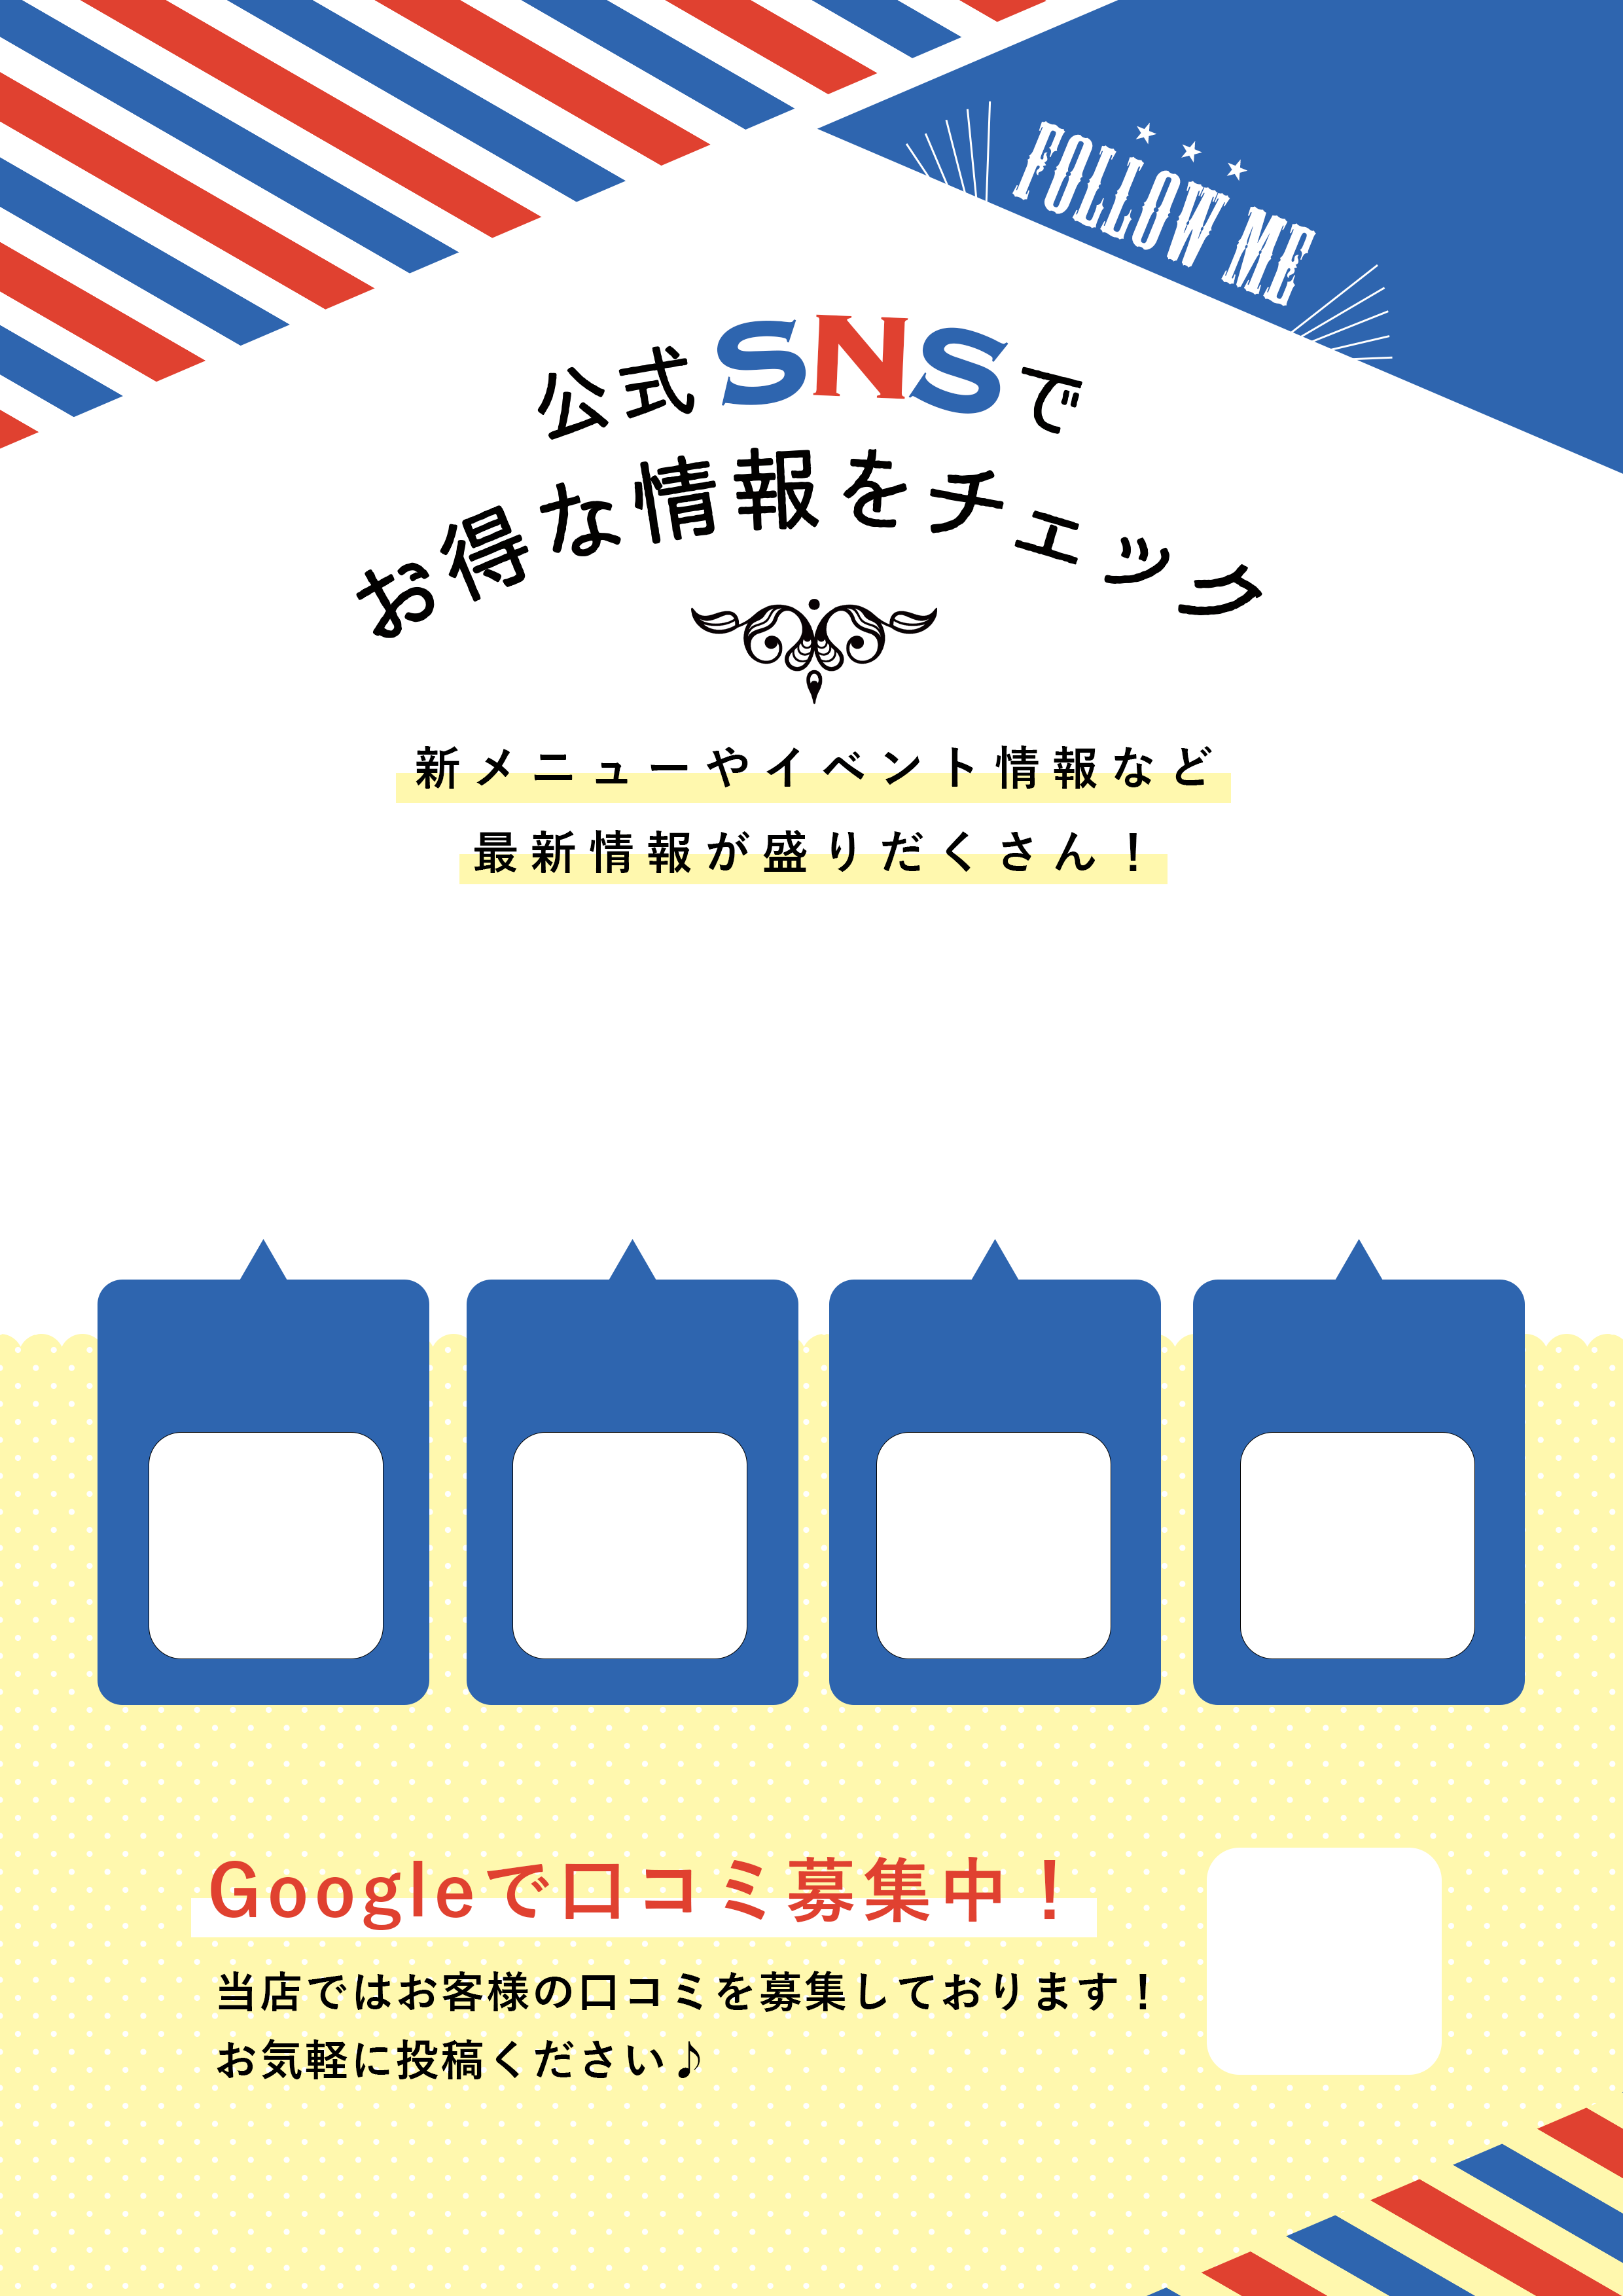 FOLLOW ME
公式SNSで
お得な情報をチェック
新メニューやイベント情報など
最新情報が盛りだくさん！
Googleで口コミ募集中！
当店ではお客様の口コミを募集しております！
お気軽に投稿ください♪